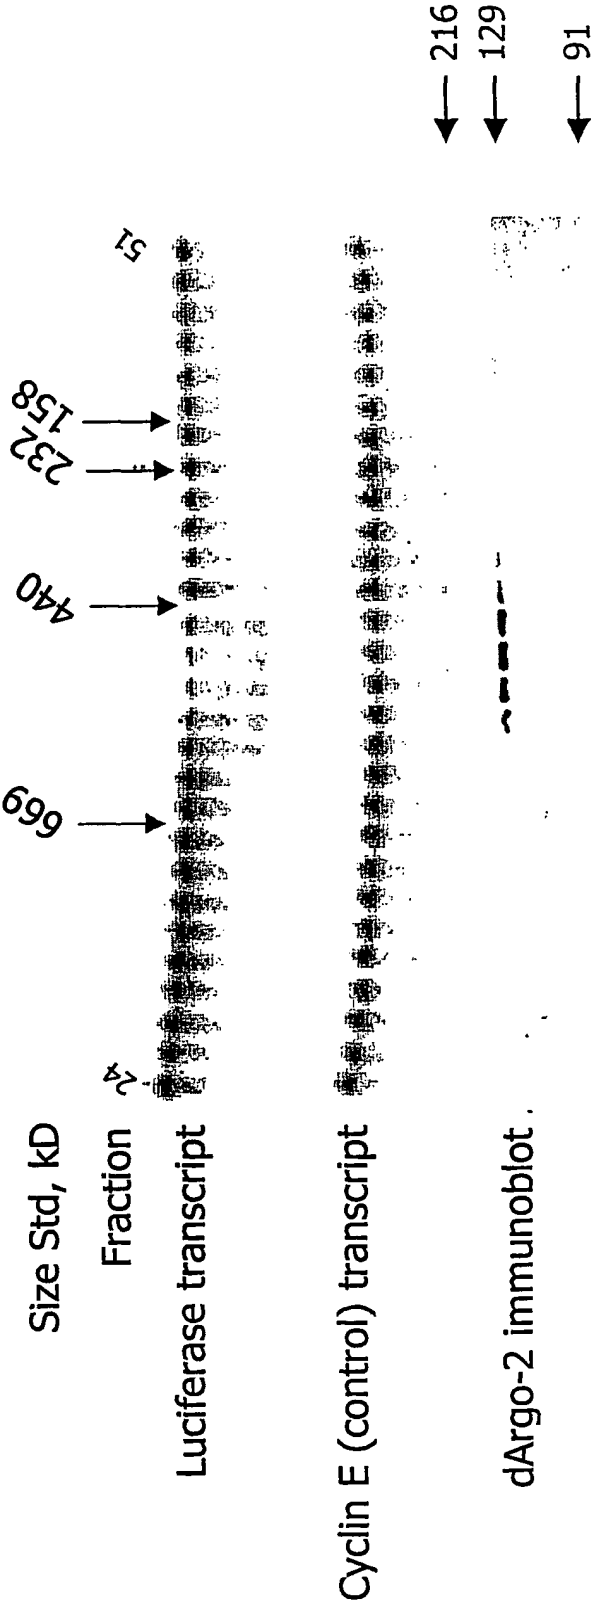 Size Std, kD
669
440
232
158
Fraction
24
51
Luciferase transcript
Cyclin E (control) transcript
216
129
91
dArgo-2 immunoblot